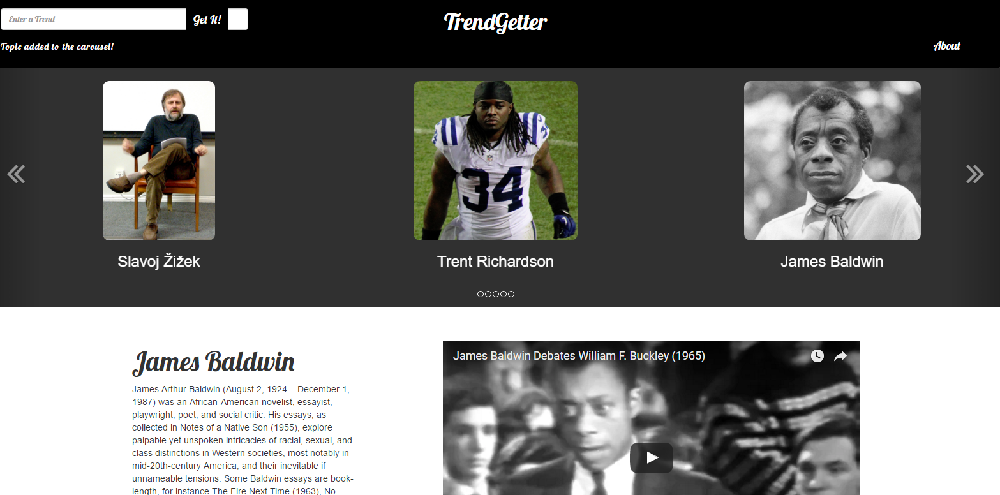 Enter a Trend
Get It!
TrendGetter
Topic added to the carousel!
About
34
34
Slavoj Žižek
Trent Richardson
James Baldwin
James Baldwin
James Arthur Baldwin (August 2, 1924 – December 1,
1987) was an African-American novelist, essayist,
playwright, poet, and social critic. His essays, as
collected in Notes of a Native Son (1955), explore
palpable yet unspoken intricacies of racial, sexual, and
class distinctions in Western societies, most notably in
mid-20th-century America, and their inevitable if
unnameable tensions. Some Baldwin essays are book-
length, for instance The Fire Next Time (1963), No
James Baldwin Debates William F. Buckley (1965)